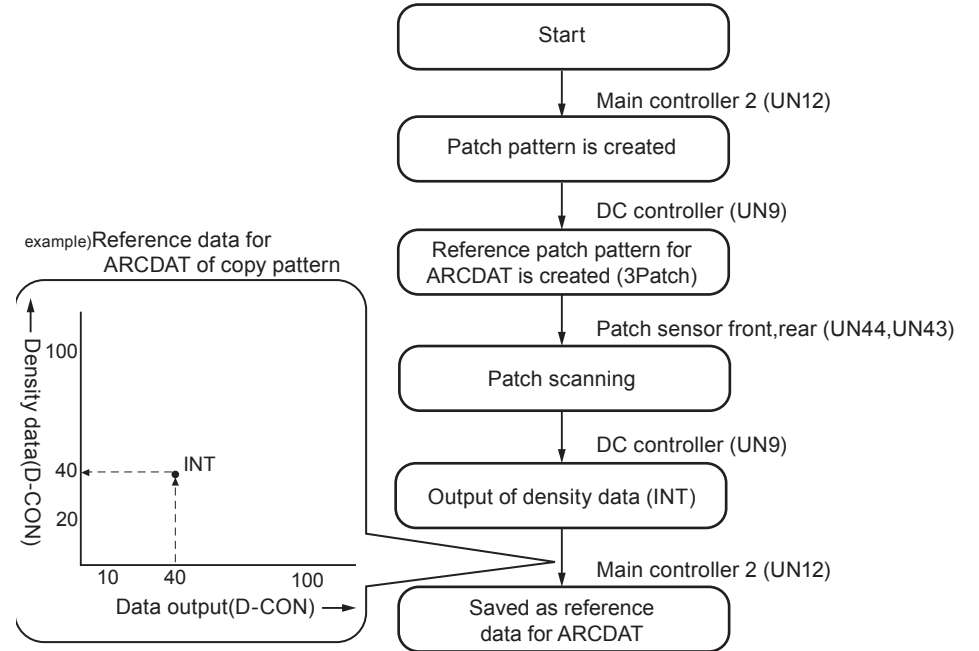 Start
Main controller 2 (UN12)
Patch pattern is created
DC controller (UN9)
Reference patch pattern for
ARCDAT is created (3Patch)
Patch sensor front,rear (UN44,UN43)
Patch scanning
DC controller (UN9)
Output of density data (INT)
Main controller 2 (UN12)
Saved as reference
data for ARCDAT
example)Reference data for
ARCDAT of copy pattern
Density data(D-CON)
100
40
20
INT
10 40 100
Data output(D-CON)